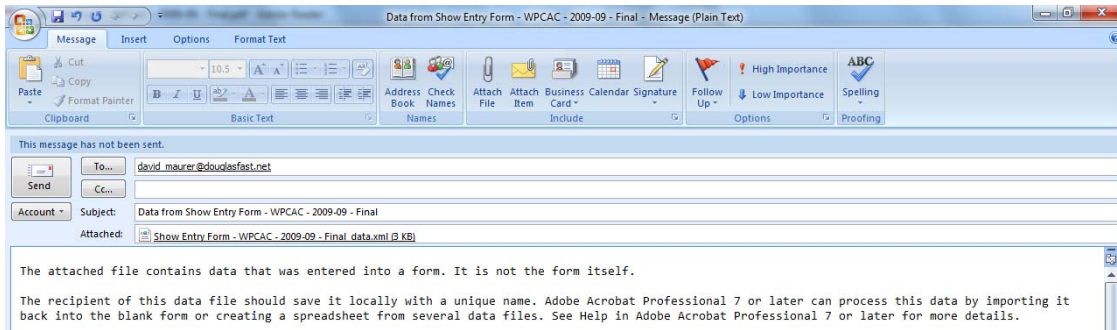 Data from Show Entry Form - WPCAC - 2009-09 - Final - Message (Plain Text)
Message Insert Options Format Text
Cut
Copy
Format Painter
Paste
10.5
Address Book
Check Names
Attach File
Attach Item
Business Card
Calendar
Signature
Follow Up
High Importance
Low Importance
ABC
Spelling
Clipboard Basic Text Names Include Options Proofing
This message has not been sent.
Send
To... david_maurer@douglasfast.net
Cc...
Account Subject: Data from Show Entry Form - WPCAC - 2009-09 - Final
Attached: Show Entry Form - WPCAC - 2009-09 - Final_data.xml (3 KB)
The attached file contains data that was entered into a form. It is not the form itself.
The recipient of this data file should save it locally with a unique name. Adobe Acrobat Professional 7 or later can process this data by importing it
back into the blank form or creating a spreadsheet from several data files. See Help in Adobe Acrobat Professional 7 or later for more details.